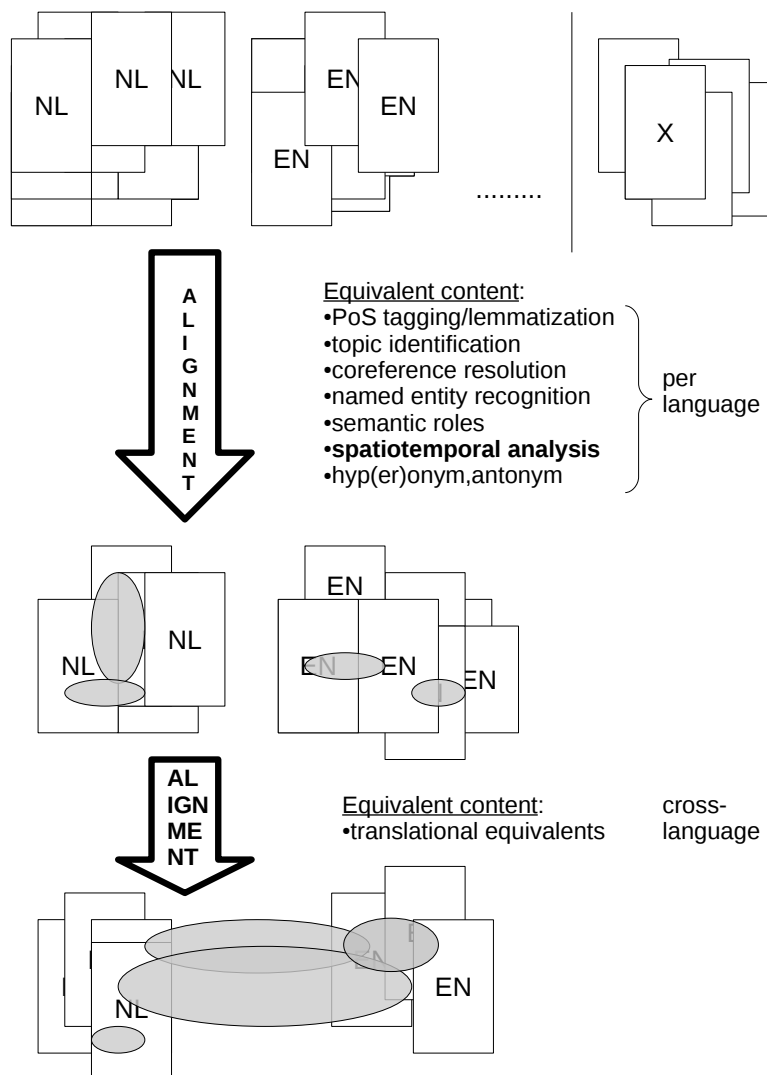 NL
NL
NL
EN
EN
EN
.........
X
ALIGNMENT
Equivalent content:
•PoS tagging/lemmatization
•topic identification
•coreference resolution
•named entity recognition
•semantic roles
•spatiotemporal analysis
•hyp(er)onym,antonym
per
language
NL
NL
EN
EN
EN
EN
AL
IGN
ME
NT
Equivalent content:
•translational equivalents
cross-
language
NL
EN
EN